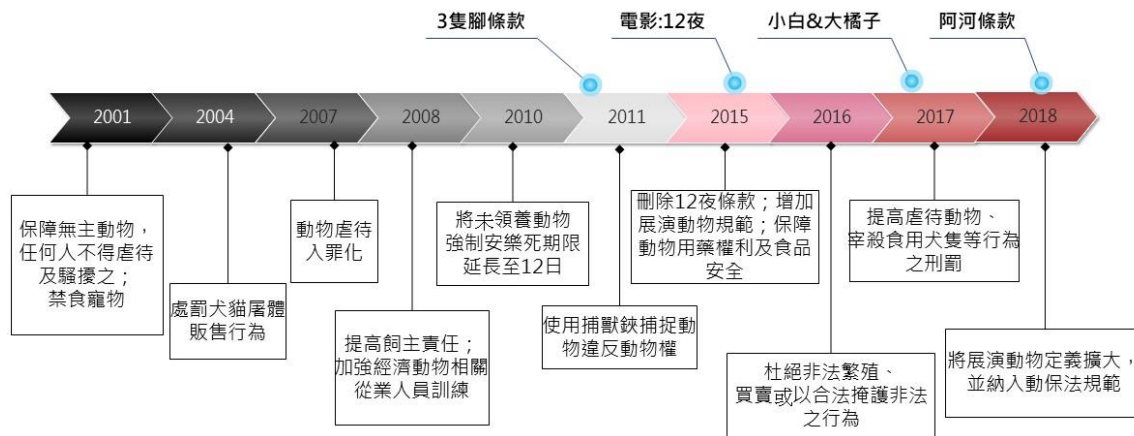 3隻腳條款
電影:12夜
小白&大橘子
阿河條款
2001
2004
2007
2008
2010
2011
2015
2016
2017
2018
保障無主動物，
任何人不得虐待
及騷擾之；
禁食寵物
處罰犬貓屠體
販售行為
動物虐待
入罪化
提高飼主責任；
加強經濟動物相關
從業人員訓練
將未領養動物
強制安樂死期限
延長至12日
使用捕獸鋏捕捉動
物違反動物權
刪除12夜條款；增加
展演動物規範；保障
動物用藥權利及食品
安全
杜絕非法繁殖、
買賣或以合法掩護非法
之行為
提高虐待動物、
宰殺食用犬隻等行為
之刑罰
將展演動物定義擴大，
並納入動保法規範